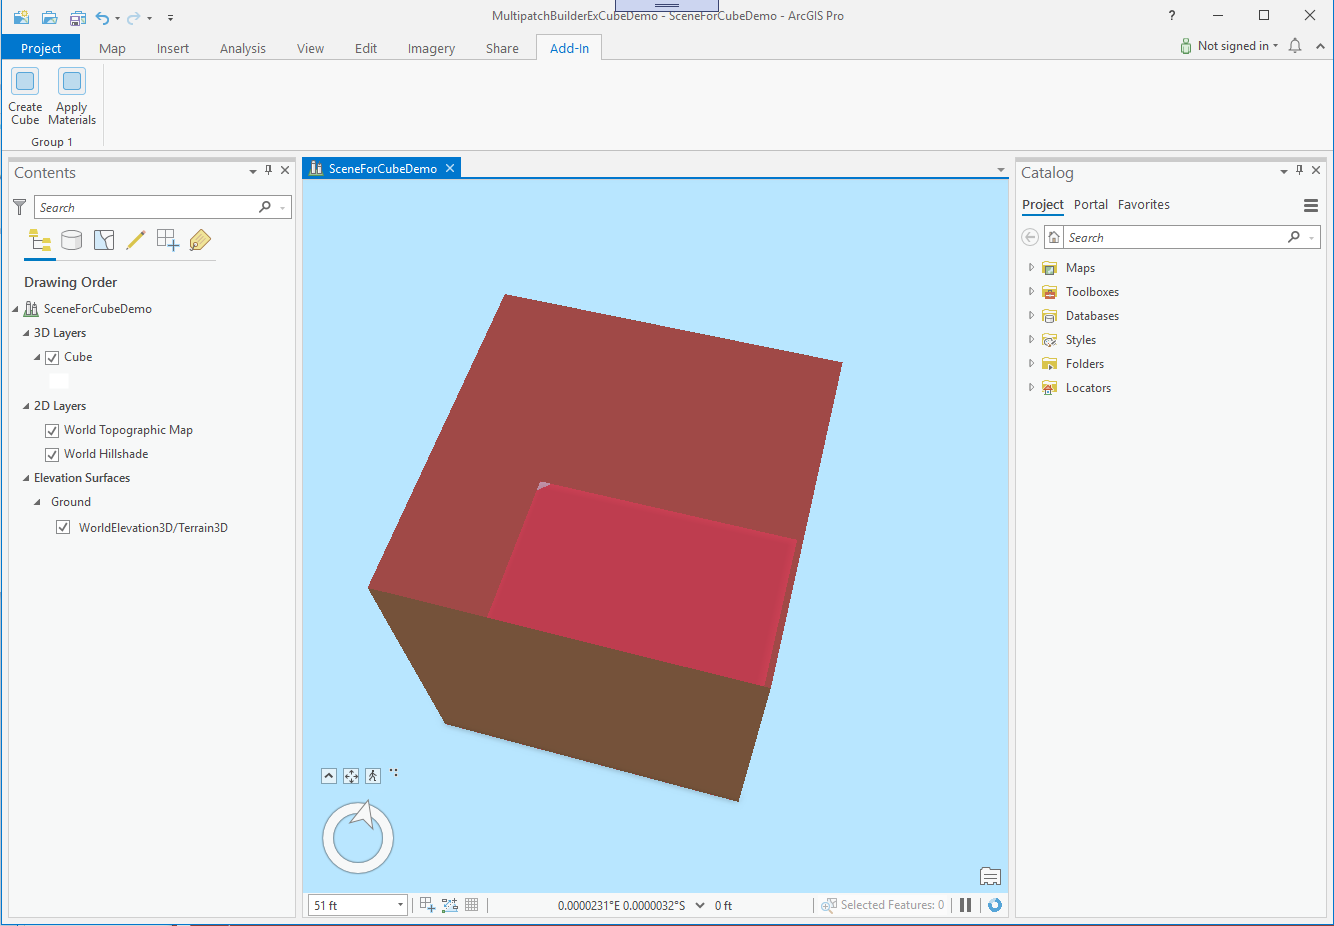 MultipatchBuilderExCubeDemo - SceneForCubeDemo - ArcGIS Pro
?
Project Map Insert Analysis View Edit Imagery Share Add-In
Not signed in
Create Cube
Apply Materials
Group 1
Contents
Search
Drawing Order
SceneForCubeDemo
3D Layers
Cube
2D Layers
World Topographic Map
World Hillshade
Elevation Surfaces
Ground
WorldElevation3D/Terrain3D
SceneForCubeDemo
51 ft
0.0000231°E 0.0000032°S
0 ft
Selected Features: 0
Catalog
Project Portal Favorites
Search
Maps
Toolboxes
Databases
Styles
Folders
Locators